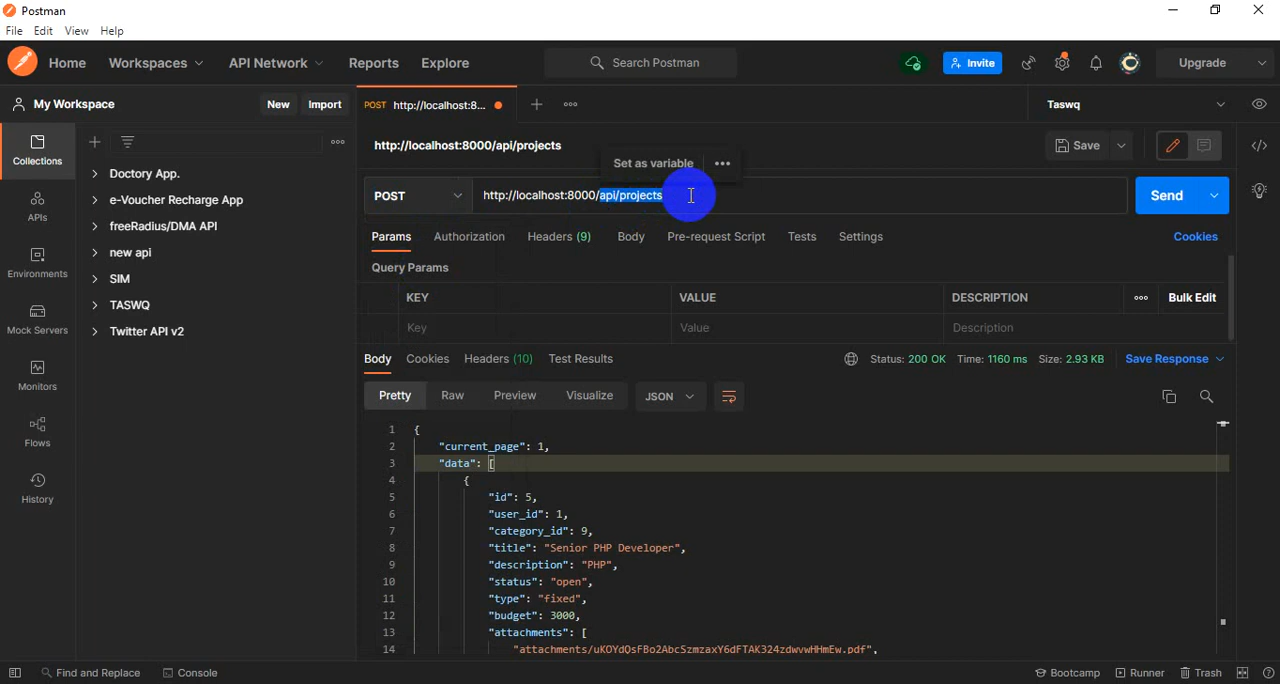 Postman
File Edit View Help
Home Workspaces API Network Reports Explore Search Postman Invite Upgrade
My Workspace New Import POST http://localhost:8... Taswq
Collections
APIs
Environments
Mock Servers
Monitors
Flows
History
Doctory App.
e-Voucher Recharge App
freeRadius/DMA API
new api
SIM
TASWQ
Twitter API v2
http://localhost:8000/api/projects Save
Set as variable
POST http://localhost:8000/api/projects Send
Params Authorization Headers (9) Body Pre-request Script Tests Settings Cookies
Query Params
KEY VALUE DESCRIPTION Bulk Edit
Key Value Description
Body Cookies Headers (10) Test Results Status: 200 OK Time: 1160 ms Size: 2.93 KB Save Response
Pretty Raw Preview Visualize JSON
1 {
2 "current_page": 1,
3 "data": [
4 {
5 "id": 5,
6 "user_id": 1,
7 "category_id": 9,
8 "title": "Senior PHP Developer",
9 "description": "PHP",
10 "status": "open",
11 "type": "fixed",
12 "budget": 3000,
13 "attachments": [
14 "attachments/uKOYdQsFBo2AbcSzmzaxY6dFTAK324zdwvwHHmEw.pdf",
Find and Replace Console Bootcamp Runner Trash